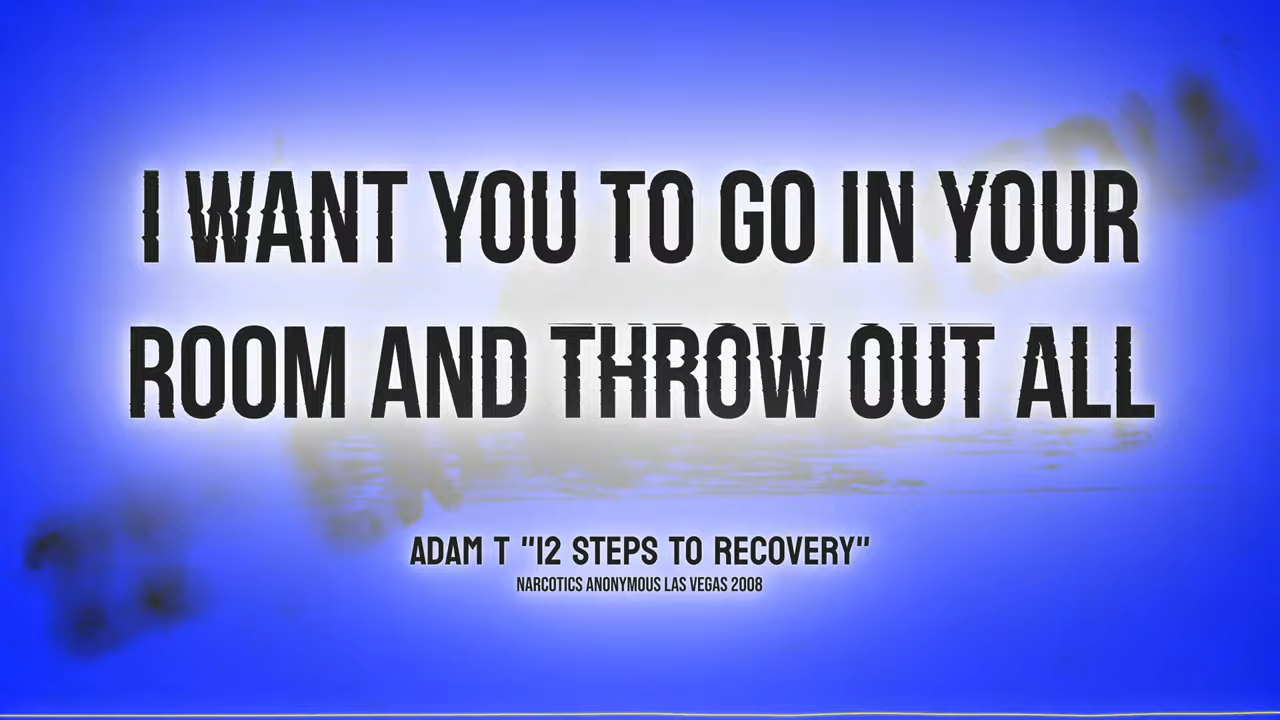 I WANT YOU TO GO IN YOUR
ROOM AND THROW OUT ALL
ADAM T "12 STEPS TO RECOVERY"
NARCOTICS ANONYMOUS LAS VEGAS 2008